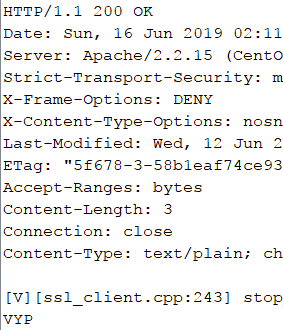 HTTP/1.1 200 OK
Date: Sun, 16 Jun 2019 02:11
Server: Apache/2.2.15 (CentO
Strict-Transport-Security: m
X-Frame-Options: DENY
X-Content-Type-Options: nosn
Last-Modified: Wed, 12 Jun 2
ETag: "5f678-3-58b1eaf74ce93
Accept-Ranges: bytes
Content-Length: 3
Connection: close
Content-Type: text/plain; ch
[V][ssl_client.cpp:243] stop
VYP